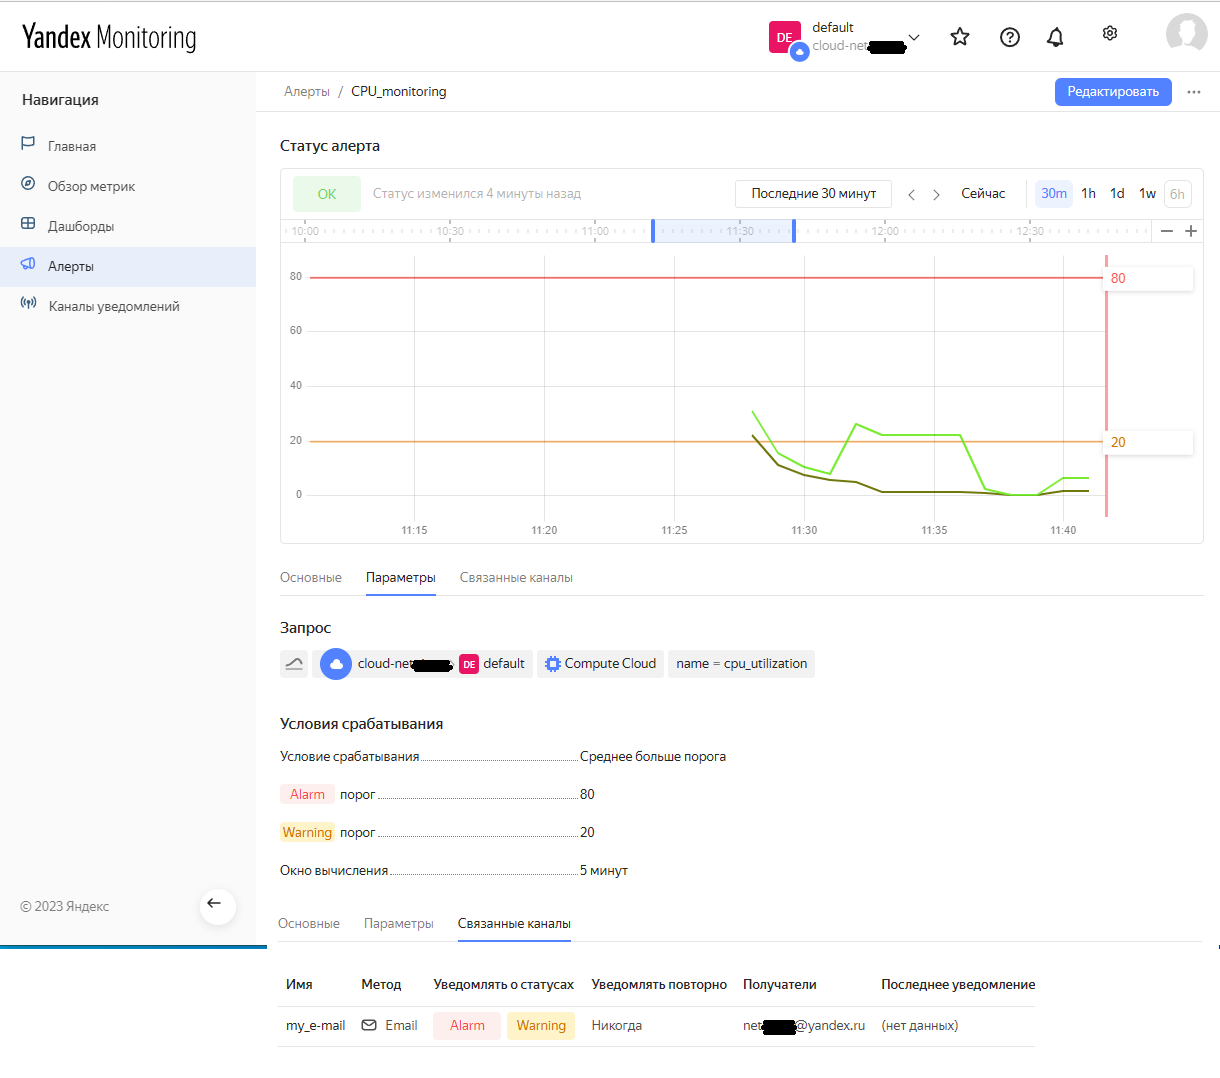 Yandex Monitoring
DE
default
cloud-net
Навигация
Главная
Обзор метрик
Дашборды
Алерты
Каналы уведомлений
© 2023 Яндекс
Алерты / CPU_monitoring
Редактировать
Статус алерта
OK Статус изменился 4 минуты назад Последние 30 минут Сейчас 30m 1h 1d 1w 6h
10:00 10:30 11:00 11:30 12:00 12:30
80 80
60
40
20 20
0
11:15 11:20 11:25 11:30 11:35 11:40
Основные Параметры Связанные каналы
Запрос
cloud-net DE default Compute Cloud name = cpu_utilization
Условия срабатывания
Условие срабатывания Среднее больше порога
Alarm порог 80
Warning порог 20
Окно вычисления 5 минут
Основные Параметры Связанные каналы
Имя Метод Уведомлять о статусах Уведомлять повторно Получатели Последнее уведомление
my_e-mail Email Alarm Warning Никогда net @yandex.ru (нет данных)